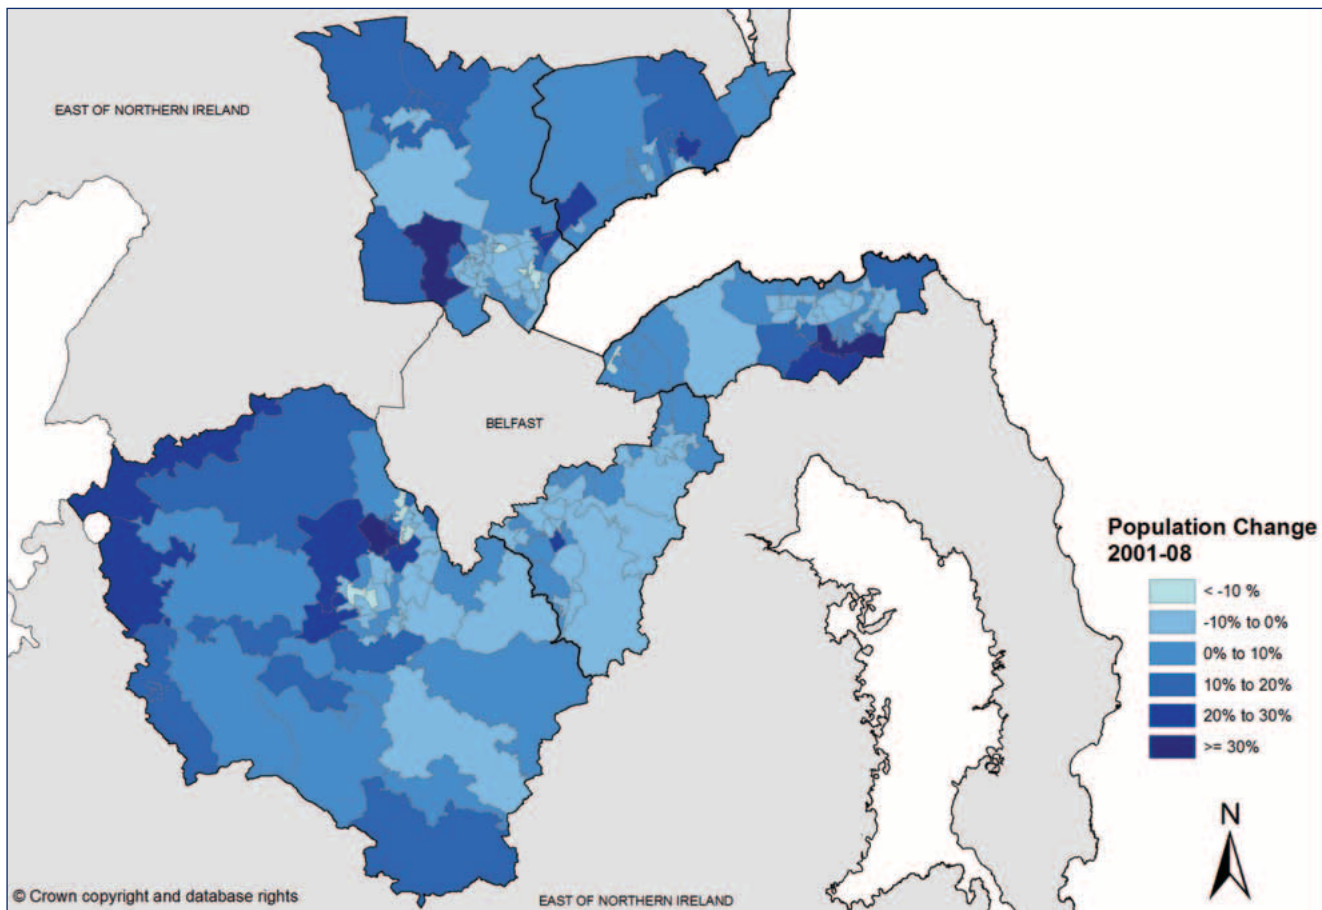 EAST OF NORTHERN IRELAND
BELFAST
Population Change
2001-08
< -10 %
-10% to 0%
0% to 10%
10% to 20%
20% to 30%
>= 30%
N
© Crown copyright and database rights
EAST OF NORTHERN IRELAND